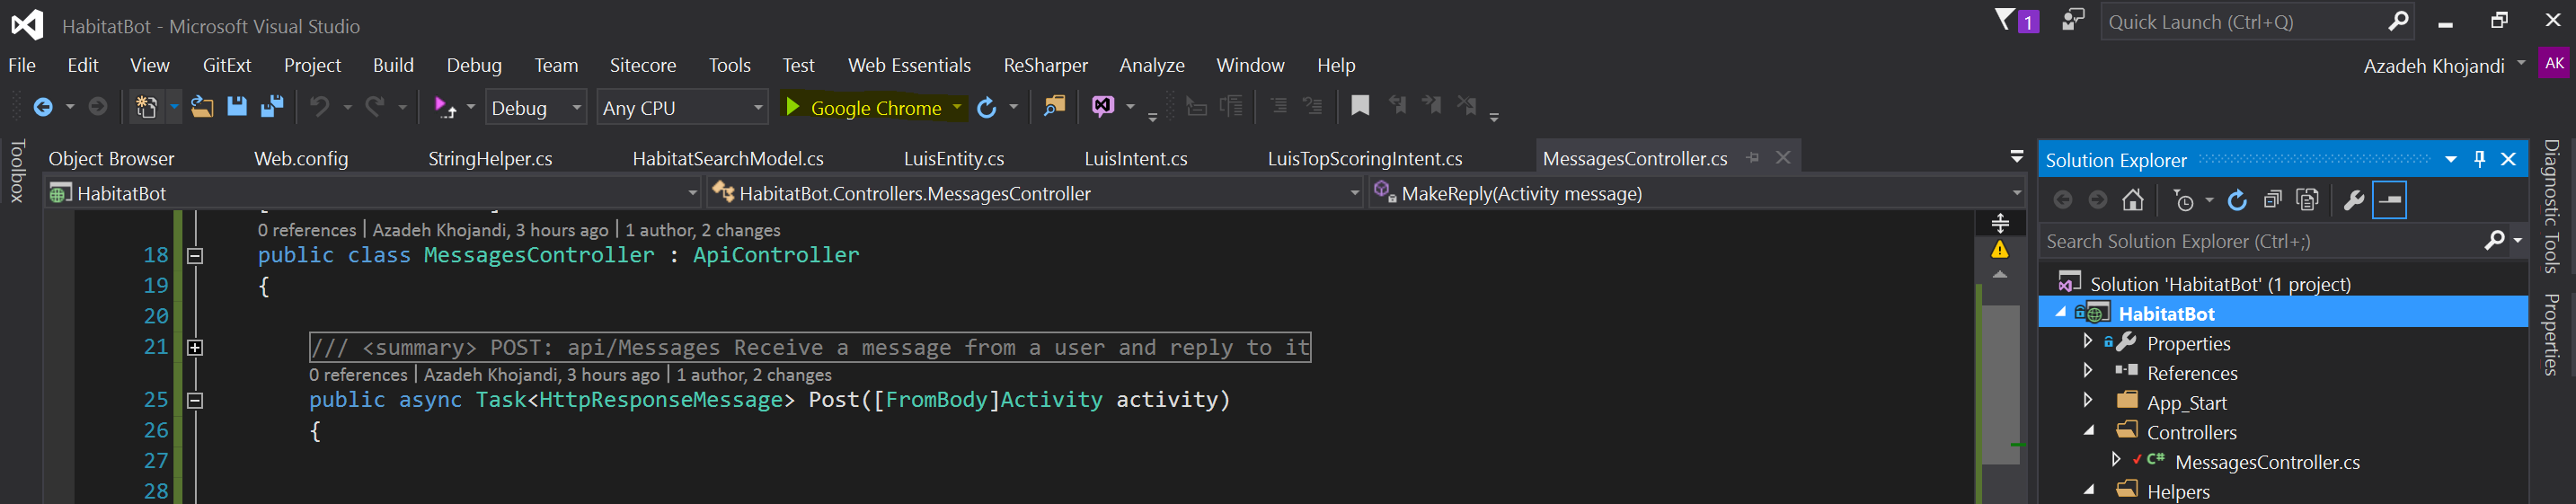 HabitatBot - Microsoft Visual Studio
1
Quick Launch (Ctrl+Q)
File Edit View GitExt Project Build Debug Team Sitecore Tools Test Web Essentials ReSharper Analyze Window Help
Azadeh Khojandi AK
Debug Any CPU Google Chrome
Toolbox
Object Browser Web.config StringHelper.cs HabitatSearchModel.cs LuisEntity.cs LuisIntent.cs LuisTopScoringIntent.cs MessagesController.cs
HabitatBot HabitatBot.Controllers.MessagesController MakeReply(Activity message)
0 references | Azadeh Khojandi, 3 hours ago | 1 author, 2 changes
18 public class MessagesController : ApiController
19 {
20
21 /// <summary> POST: api/Messages Receive a message from a user and reply to it
0 references | Azadeh Khojandi, 3 hours ago | 1 author, 2 changes
25 public async Task<HttpResponseMessage> Post([FromBody]Activity activity)
26 {
27
28
Solution Explorer
Search Solution Explorer (Ctrl+;)
Solution 'HabitatBot' (1 project)
HabitatBot
Properties
References
App_Start
Controllers
C# MessagesController.cs
Helpers
Diagnostic Tools
Properties